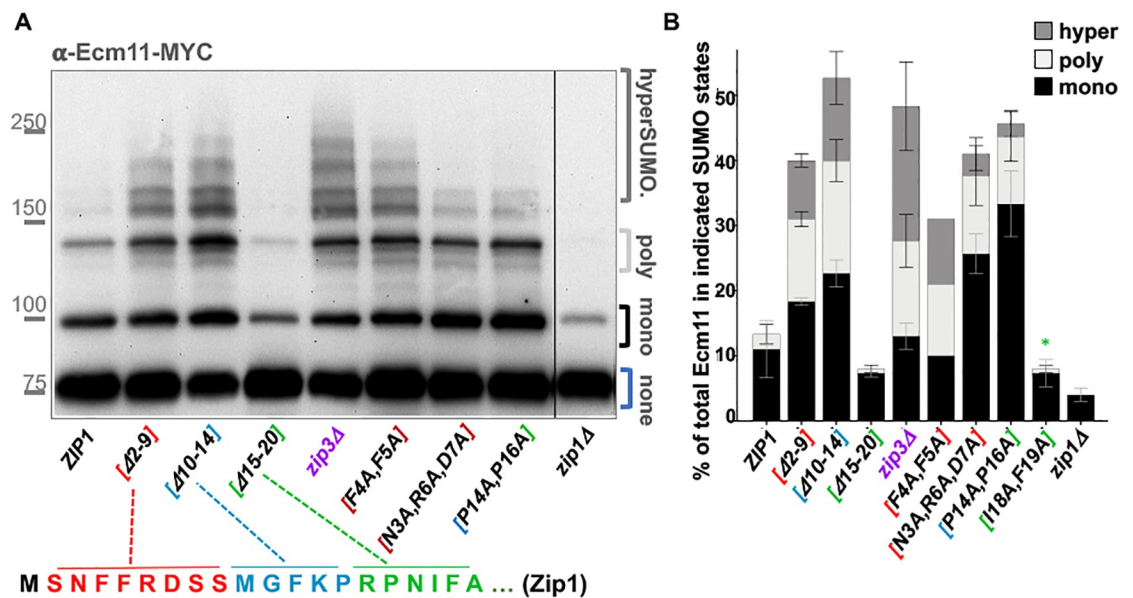 A
α-Ecm11-MYC
250
150
100
75
hyperSUMO.
poly
mono
none
ZIP1
[Δ2-9]
[Δ10-14]
[Δ15-20]
zip3Δ
[F4A,F5A]
[N3A,R6A,D7A]
[P14A,P16A]
zip1Δ
M S N F F R D S S M G F K P R P N I F A ... (Zip1)
B
hyper
poly
mono
% of total Ecm11 in indicated SUMO states
50
40
30
20
10
0
*
ZIP1
[Δ2-9]
[Δ10-14]
[Δ15-20]
zip3Δ
[F4A,F5A]
[N3A,R6A,D7A]
[P14A,P16A]
[I18A,F19A]
zip1Δ